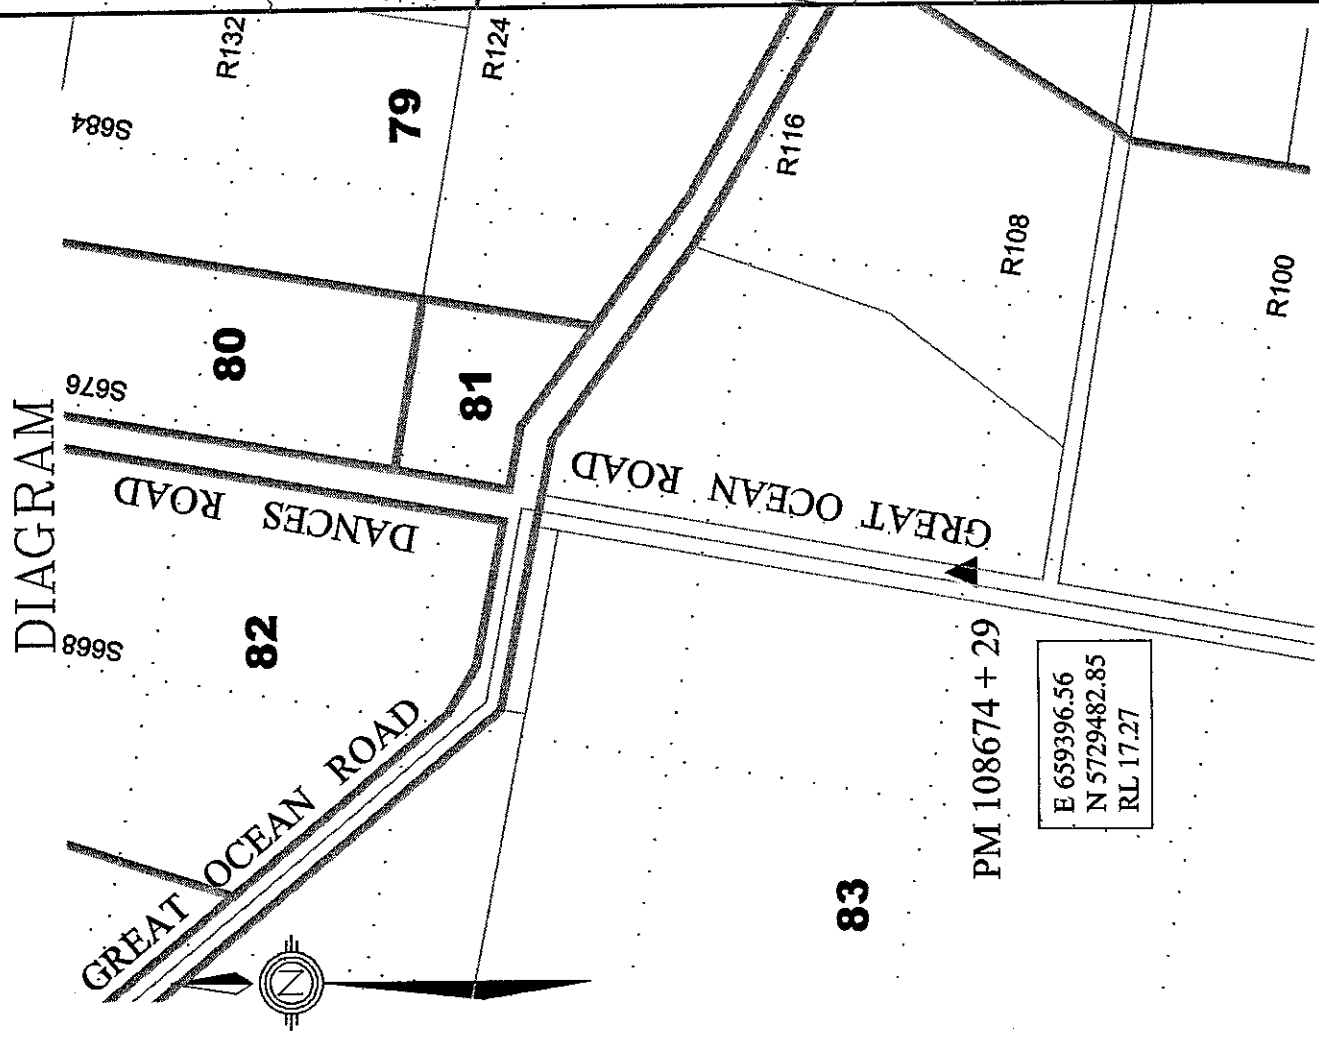 DIAGRAM
S684
R132
79
R124
S676
80
81
R116
R108
R100
DANCES ROAD
S668
82
GREAT OCEAN ROAD
GREAT OCEAN ROAD
PM 108674 + 29
E 659396.56
N 5729482.85
RL 17.27
83
N